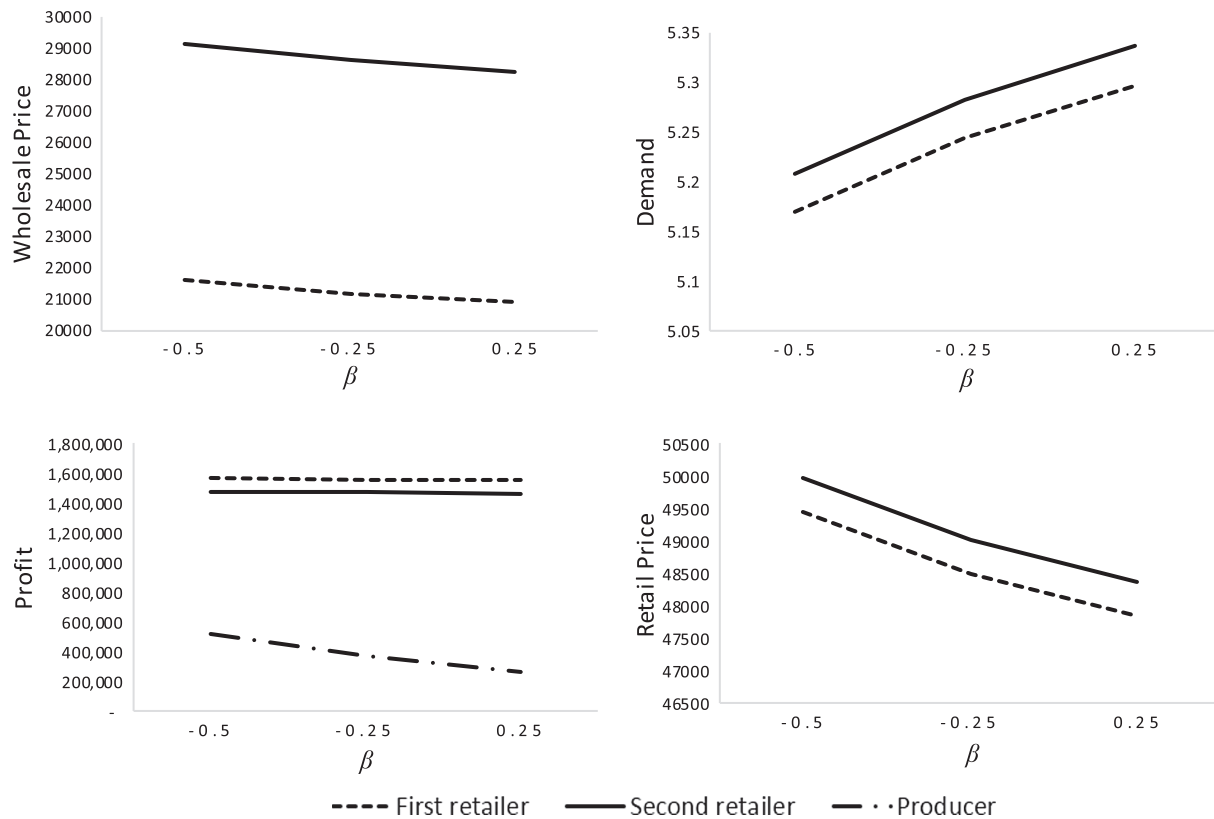 30000
29000
28000
27000
26000
25000
24000
23000
22000
21000
20000
Wholesale Price
-0.5 -0.25 0.25
β
5.35
5.3
5.25
5.2
5.15
5.1
5.05
Demand
-0.5 -0.25 0.25
β
1,800,000
1,600,000
1,400,000
1,200,000
1,000,000
800,000
600,000
400,000
200,000
-
Profit
-0.5 -0.25 0.25
β
50500
50000
49500
49000
48500
48000
47500
47000
46500
Retail Price
-0.5 -0.25 0.25
β
First retailer Second retailer Producer